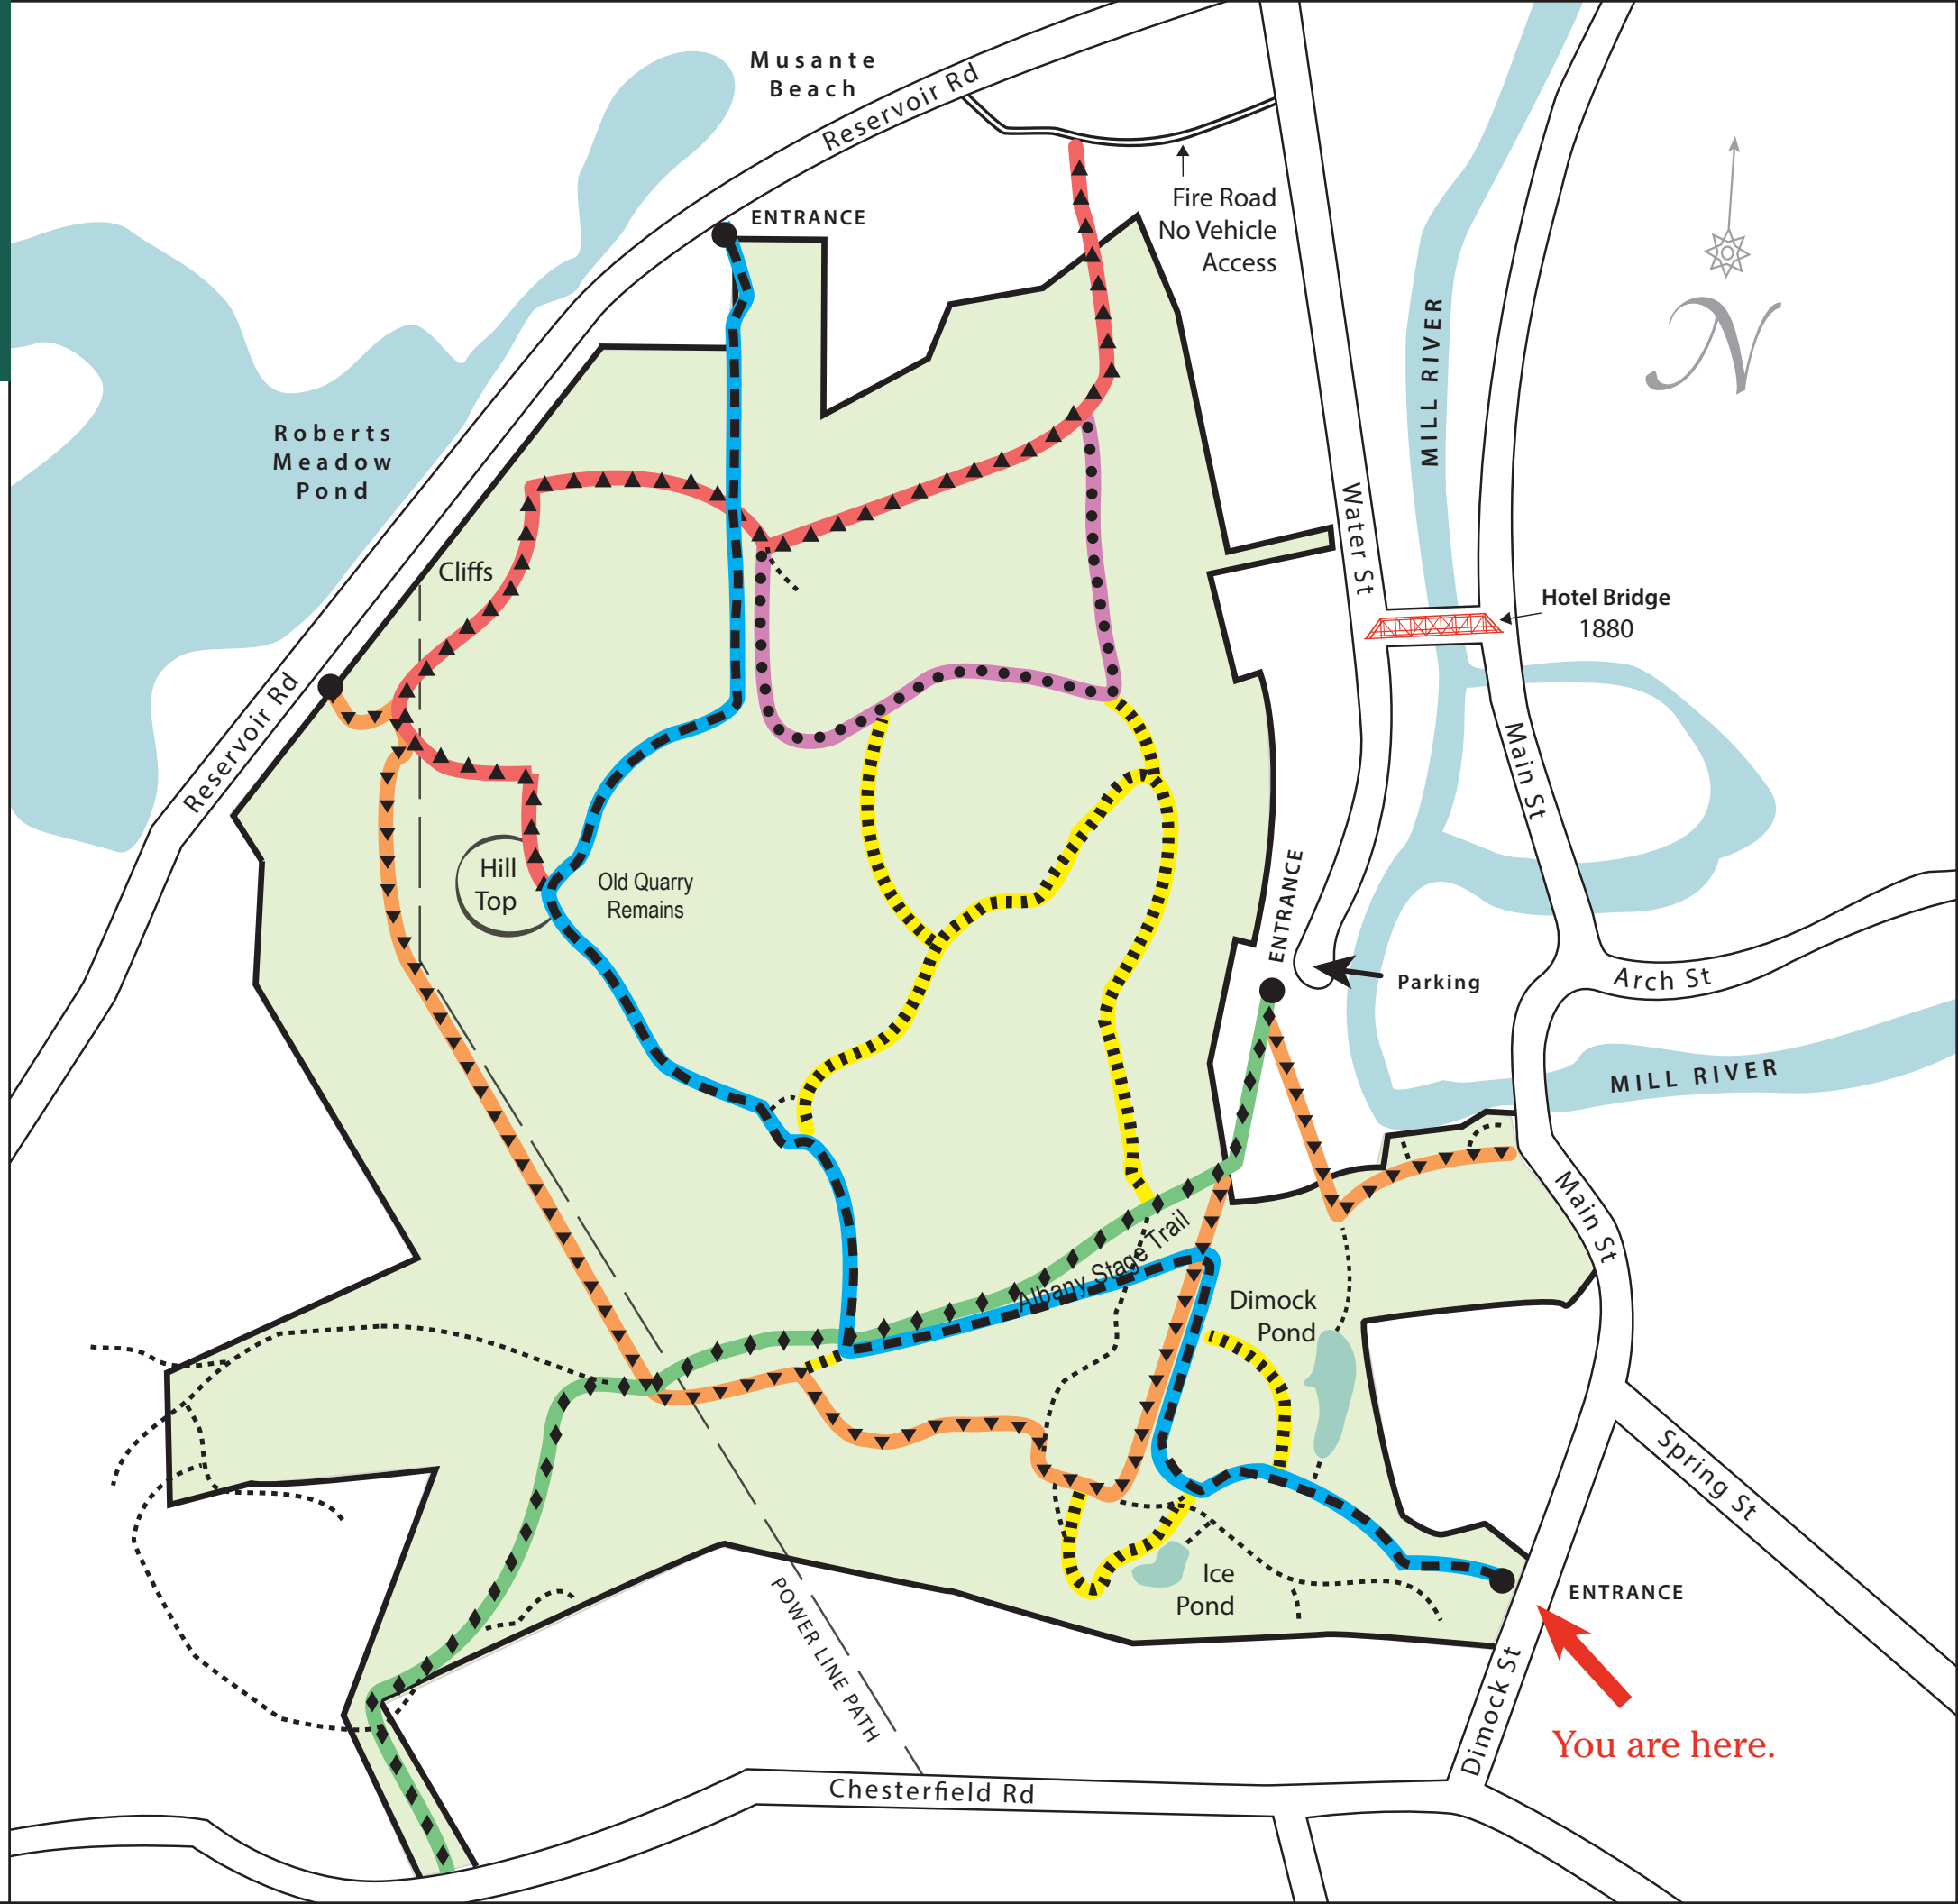 Musante
Beach
Reservoir Rd
ENTRANCE
Fire Road
No Vehicle
Access
MILL RIVER
N
Roberts
Meadow
Pond
Water St
Cliffs
Hotel Bridge
1880
Reservoir Rd
Main St
Hill
Top
Old Quarry
Remains
ENTRANCE
Parking
Arch St
MILL RIVER
Main St
Albany Stage Trail
Dimock
Pond
Spring St
Ice
Pond
ENTRANCE
POWER LINE PATH
Dimock St
You are here.
Chesterfield Rd